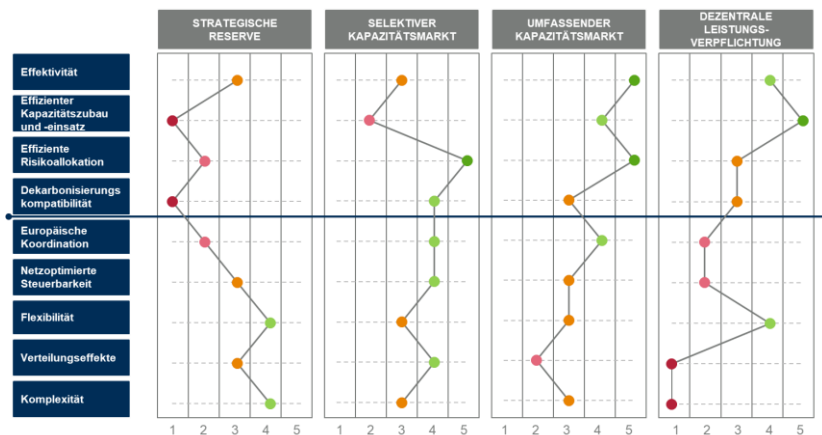 STRATEGISCHE
RESERVE
SELEKTIVER
KAPAZITÄTSMARKT
UMFASSENDER
KAPAZITÄTSMARKT
DEZENTRALE
LEISTUNGS-
VERPFLICHTUNG
Effektivität
Effizienter
Kapazitätszubau
und -einsatz
Effiziente
Risikoallokation
Dekarbonisierungs
kompatibilität
Europäische
Koordination
Netzoptimierte
Steuerbarkeit
Flexibilität
Verteilungseffekte
Komplexität
1 2 3 4 5
1 2 3 4 5
1 2 3 4 5
1 2 3 4 5